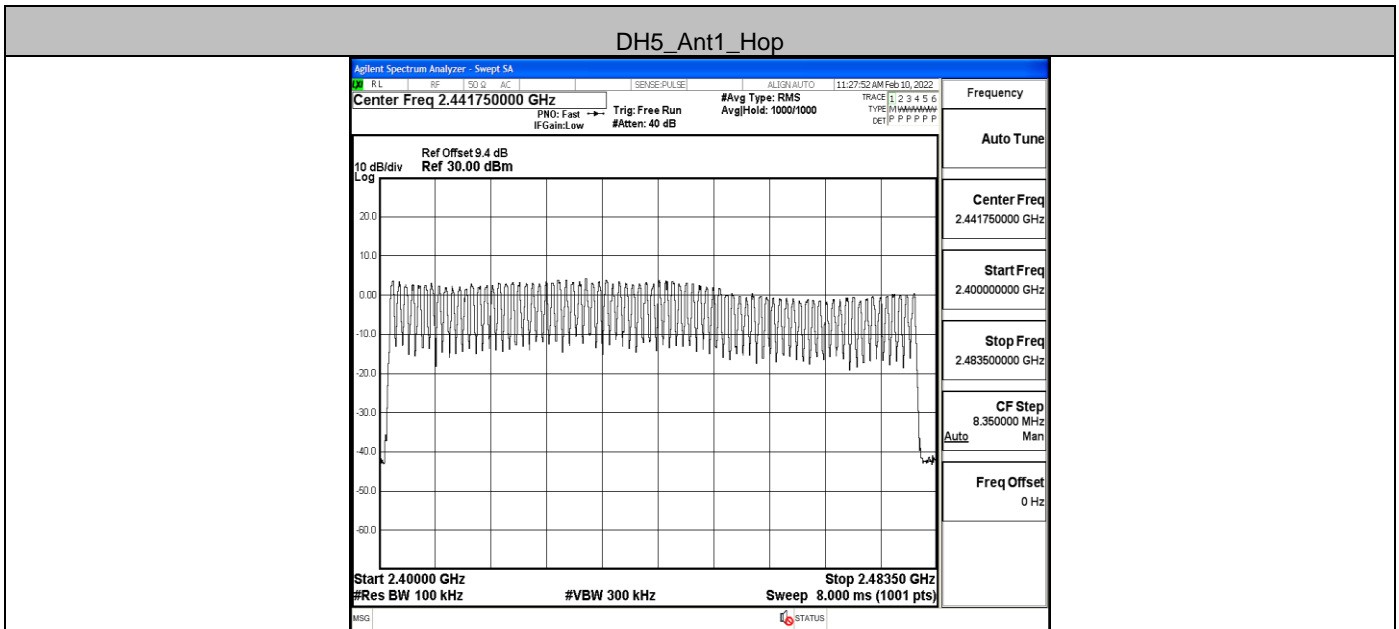 DH5_Ant1_Hop
Agilent Spectrum Analyzer - Swept SA
RL RF 50 Ω AC SENSE:PULSE ALIGN AUTO 11:27:52 AM Feb 10, 2022
Center Freq 2.441750000 GHz
PNO: Fast
IFGain:Low
Trig: Free Run
#Atten: 40 dB
#Avg Type: RMS
Avg|Hold: 1000/1000
TRACE 1 2 3 4 5 6
TYPE M
DET P P P P P P
Ref Offset 9.4 dB
10 dB/div Ref 30.00 dBm
Log
20.0
10.0
0.00
-10.0
-20.0
-30.0
-40.0
-50.0
-60.0
Start 2.40000 GHz Stop 2.48350 GHz
#Res BW 100 kHz #VBW 300 kHz Sweep 8.000 ms (1001 pts)
MSG STATUS
Frequency
Auto Tune
Center Freq
2.441750000 GHz
Start Freq
2.400000000 GHz
Stop Freq
2.483500000 GHz
CF Step
8.350000 MHz
Auto Man
Freq Offset
0 Hz